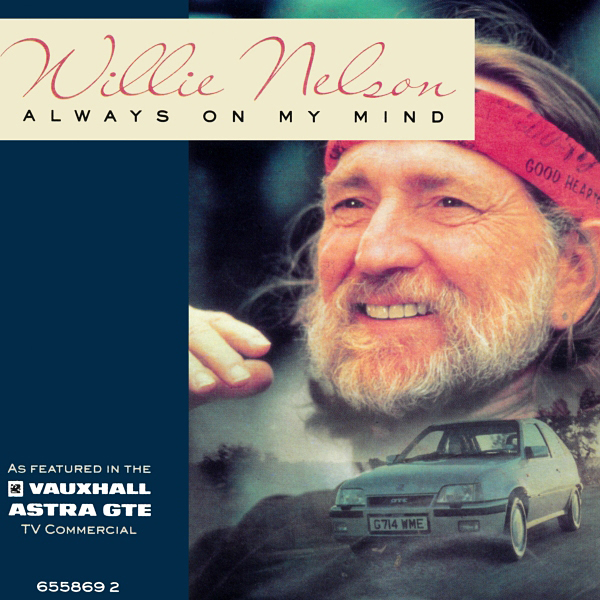 Willie Nelson
ALWAYS ON MY MIND
GOOD HEART
AS FEATURED IN THE
VAUXHALL
ASTRA GTE
TV COMMERCIAL
GTE
G714 WME
655869 2